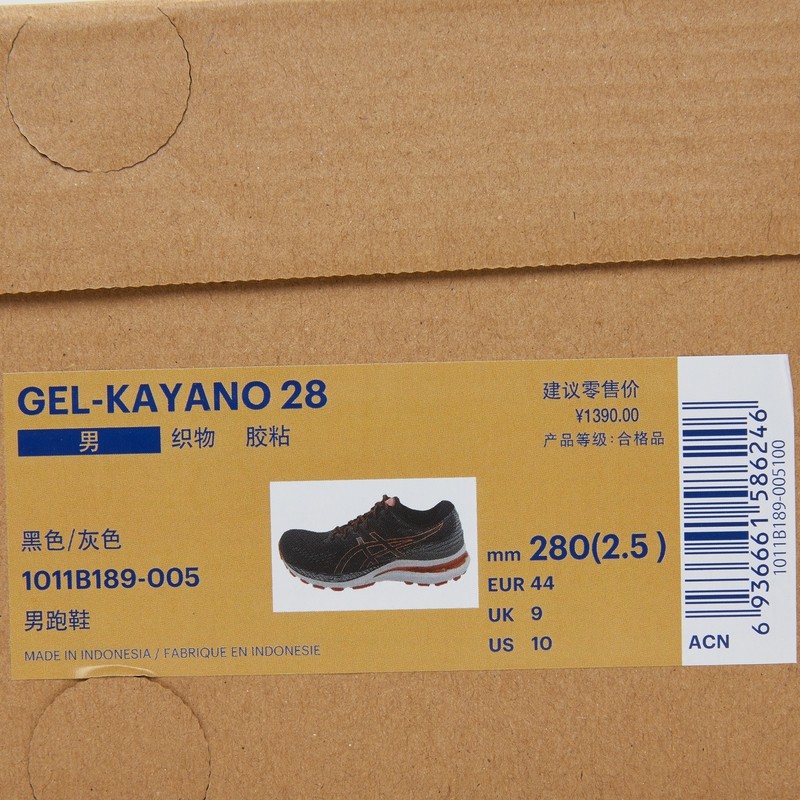 GEL-KAYANO 28
男 织物 胶粘
建议零售价
¥1390.00
产品等级:合格品
黑色/灰色
1011B189-005
男跑鞋
MADE IN INDONESIA / FABRIQUE EN INDONESIE
mm 280(2.5 )
EUR 44
UK 9
US 10
ACN
6 936661 586246
1011B189-005100